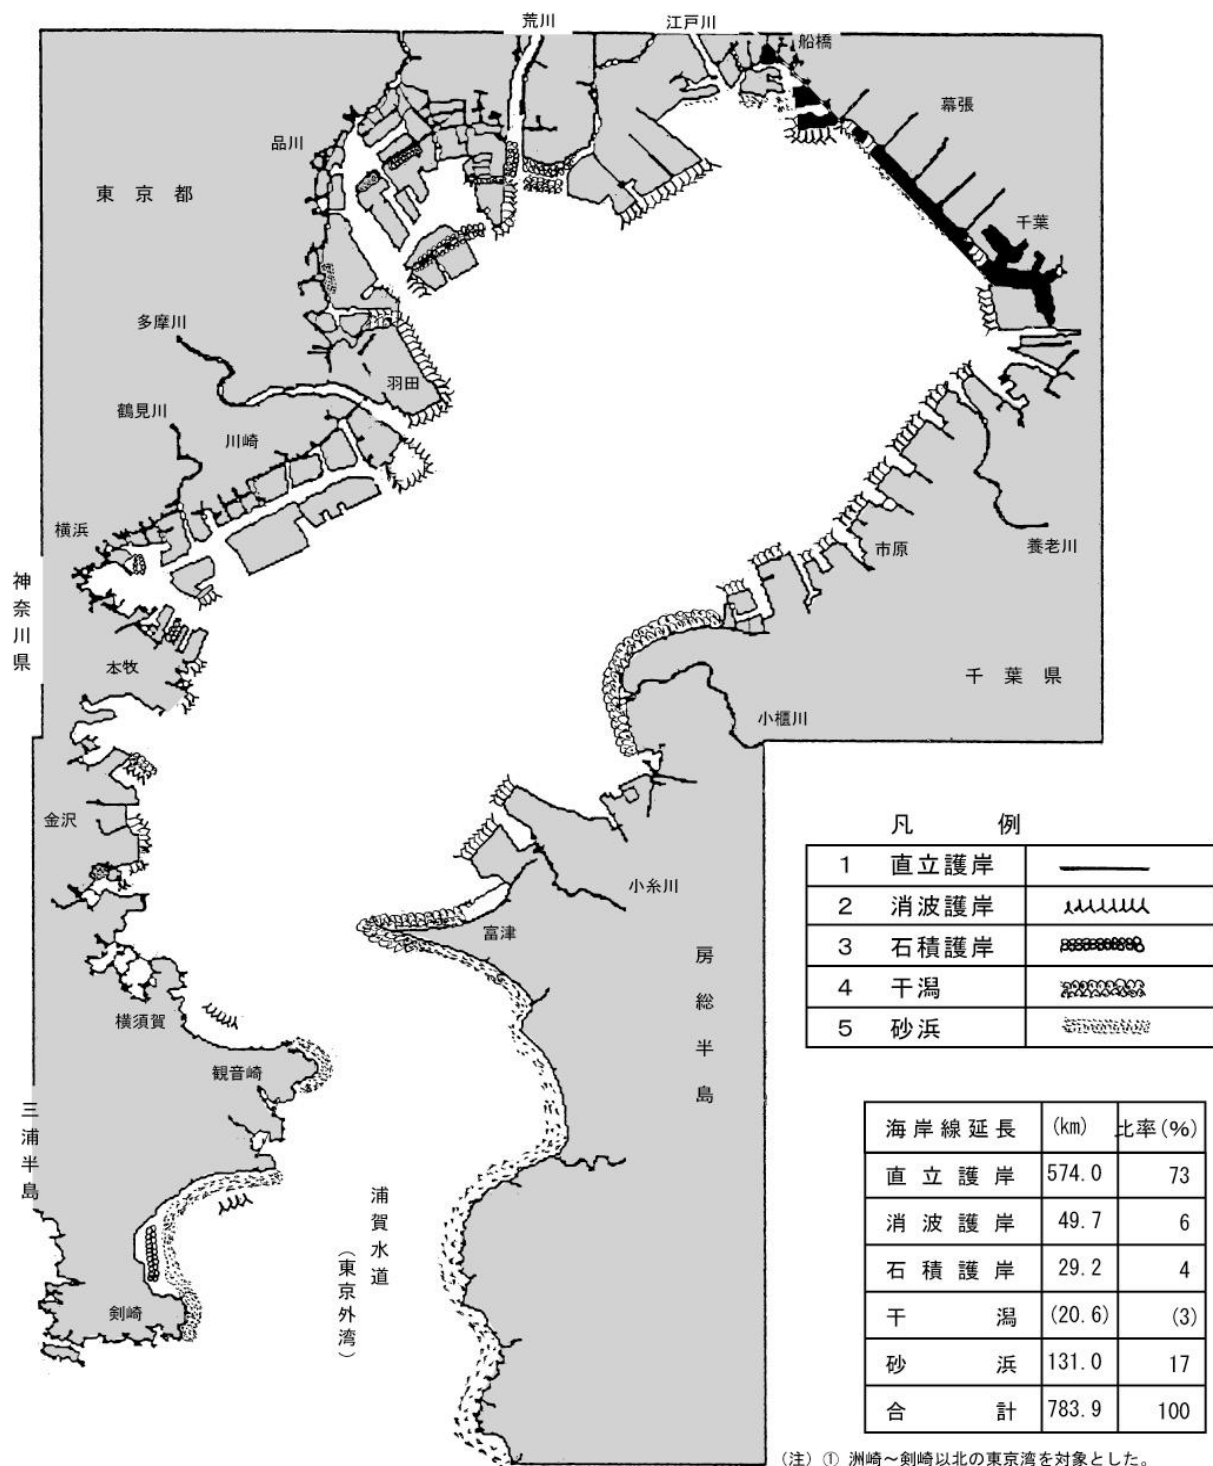 荒川
江戸川
船橋
幕張
品川
東京都
千葉
多摩川
羽田
鶴見川
川崎
横浜
市原
養老川
神奈川県
本牧
千葉県
小櫃川
金沢
小糸川
富津
房総半島
横須賀
観音崎
三浦半島
浦賀水道
(東京外湾)
剣崎
凡 例
1 直立護岸
2 消波護岸
3 石積護岸
4 干潟
5 砂浜
海岸線延長 (km) 比率(%)
直立護岸 574.0 73
消波護岸 49.7 6
石積護岸 29.2 4
干潟 (20.6) (3)
砂浜 131.0 17
合計 783.9 100
(注) ① 洲崎~剣崎以北の東京湾を対象とした。